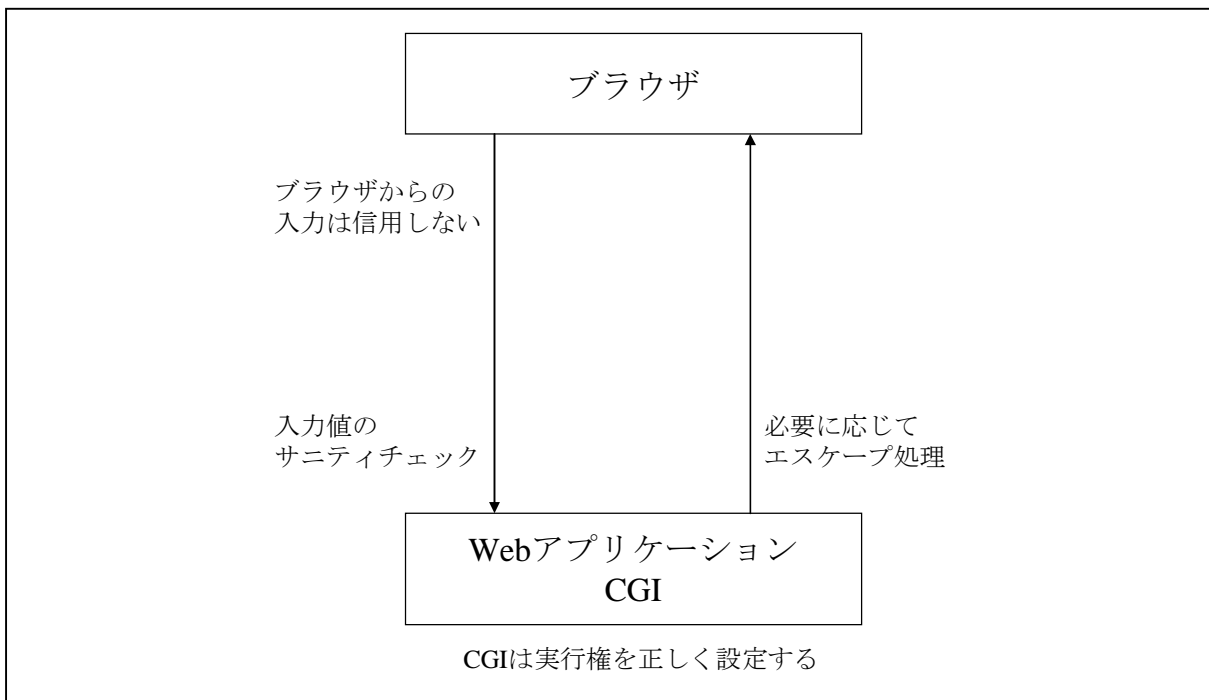 ブラウザ
ブラウザからの
入力は信用しない
入力値の
サニティチェック
必要に応じて
エスケープ処理
Webアプリケーション
CGI
CGIは実行権を正しく設定する